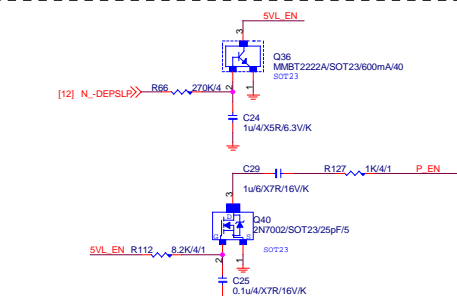 5VL_EN
3
Q36
MMBT2222A/SOT23/600mA/40
SOT23
[12] N_-DEPSLP R66 270K/4 2 1
C24
1u/4/X5R/6.3V/K
C29 R127 1K/4/1 P_EN
1u/6/X7R/16V/K
3
D Q40
2N7002/SOT23/25pF/5
G S
SOT23
5VL_EN R112 8.2K/4/1 2 1
C25
0.1u/4/X7R/16V/K